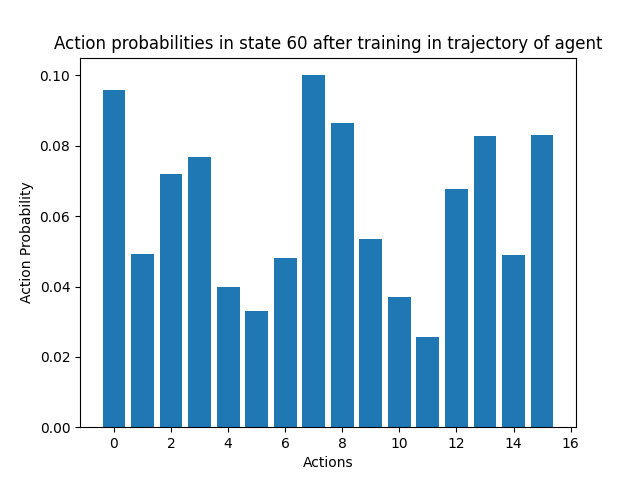 Action probabilities in state 60 after training in trajectory of agent
0.10
0.08
0.06
0.04
0.02
0.00
Action Probability
0 2 4 6 8 10 12 14 16
Actions